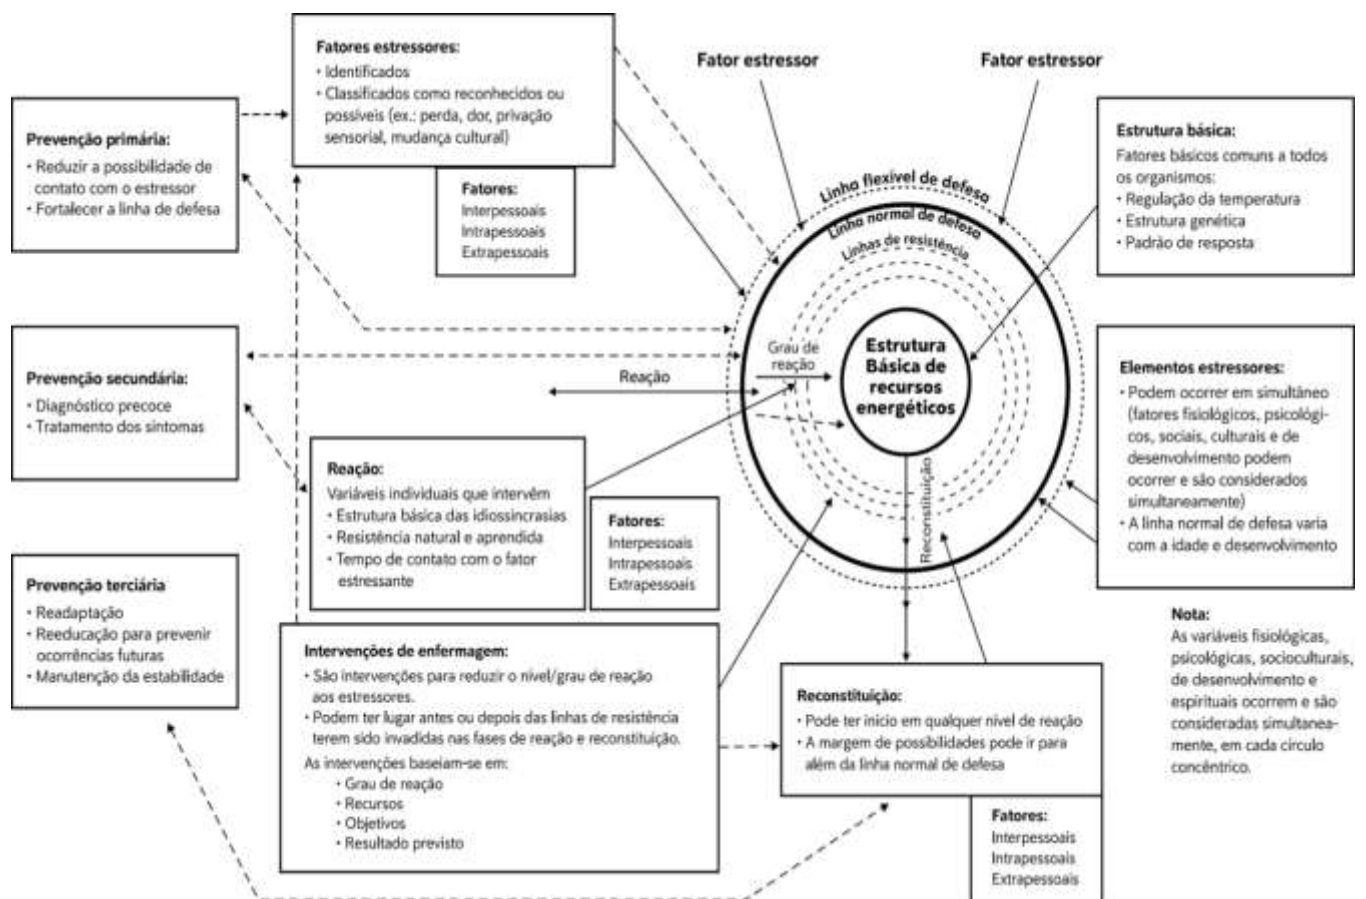 Fatores estressores:
• Identificados
• Classificados como reconhecidos ou
possíveis (ex.: perda, dor, privação
sensorial, mudança cultural)
Fatores:
Interpessoais
Intrapessoais
Extrapessoais
Prevenção primária:
• Reduzir a possibilidade de
contato com o estressor
• Fortalecer a linha de defesa
Prevenção secundária:
• Diagnóstico precoce
• Tratamento dos sintomas
Prevenção terciária
• Readaptação
• Reeducação para prevenir
ocorrências futuras
• Manutenção da estabilidade
Fator estressor
Fator estressor
Linha flexível de defesa
Linha normal de defesa
Linhas de resistência
Grau de
reação
Estrutura
Básica de
recursos
energéticos
Reação
Reconstituição
Estrutura básica:
Fatores básicos comuns a todos
os organismos:
• Regulação da temperatura
• Estrutura genética
• Padrão de resposta
Elementos estressores:
• Podem ocorrer em simultâneo
(fatores fisiológicos, psicológi-
cos, sociais, culturais e de
desenvolvimento podem
ocorrer e são considerados
simultaneamente)
• A linha normal de defesa varia
com a idade e desenvolvimento
Reação:
Variáveis individuais que intervêm
• Estrutura básica das idiossincrasias
• Resistência natural e aprendida
• Tempo de contato com o fator
estressante
Fatores:
Interpessoais
Intrapessoais
Extrapessoais
Intervenções de enfermagem:
• São intervenções para reduzir o nível/grau de reação
aos estressores.
• Podem ter lugar antes ou depois das linhas de resistência
terem sido invadidas nas fases de reação e reconstituição.
As intervenções baseiam-se em:
• Grau de reação
• Recursos
• Objetivos
• Resultado previsto
Reconstituição:
• Pode ter início em qualquer nível de reação
• A margem de possibilidades pode ir para
além da linha normal de defesa
Fatores:
Interpessoais
Intrapessoais
Extrapessoais
Nota:
As variáveis fisiológicas,
psicológicas, socioculturais,
de desenvolvimento e
espirituais ocorrem e são
consideradas simultanea-
mente, em cada círculo
concêntrico.